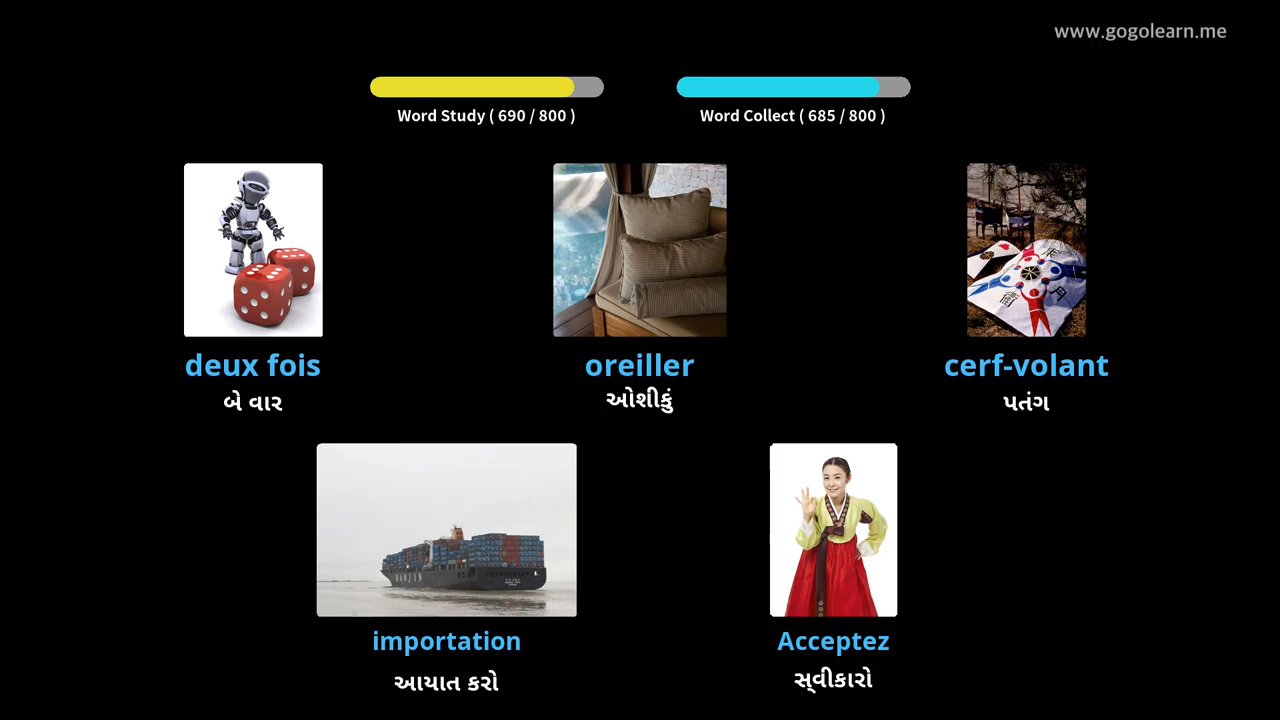 www.gogolearn.me
Word Study ( 690 / 800 )
Word Collect ( 685 / 800 )
deux fois
oreiller
cerf-volant
બે વાર
ઓશીકું
પતંગ
HANJIN
importation
Acceptez
આયાત કરો
સ્વીકારો